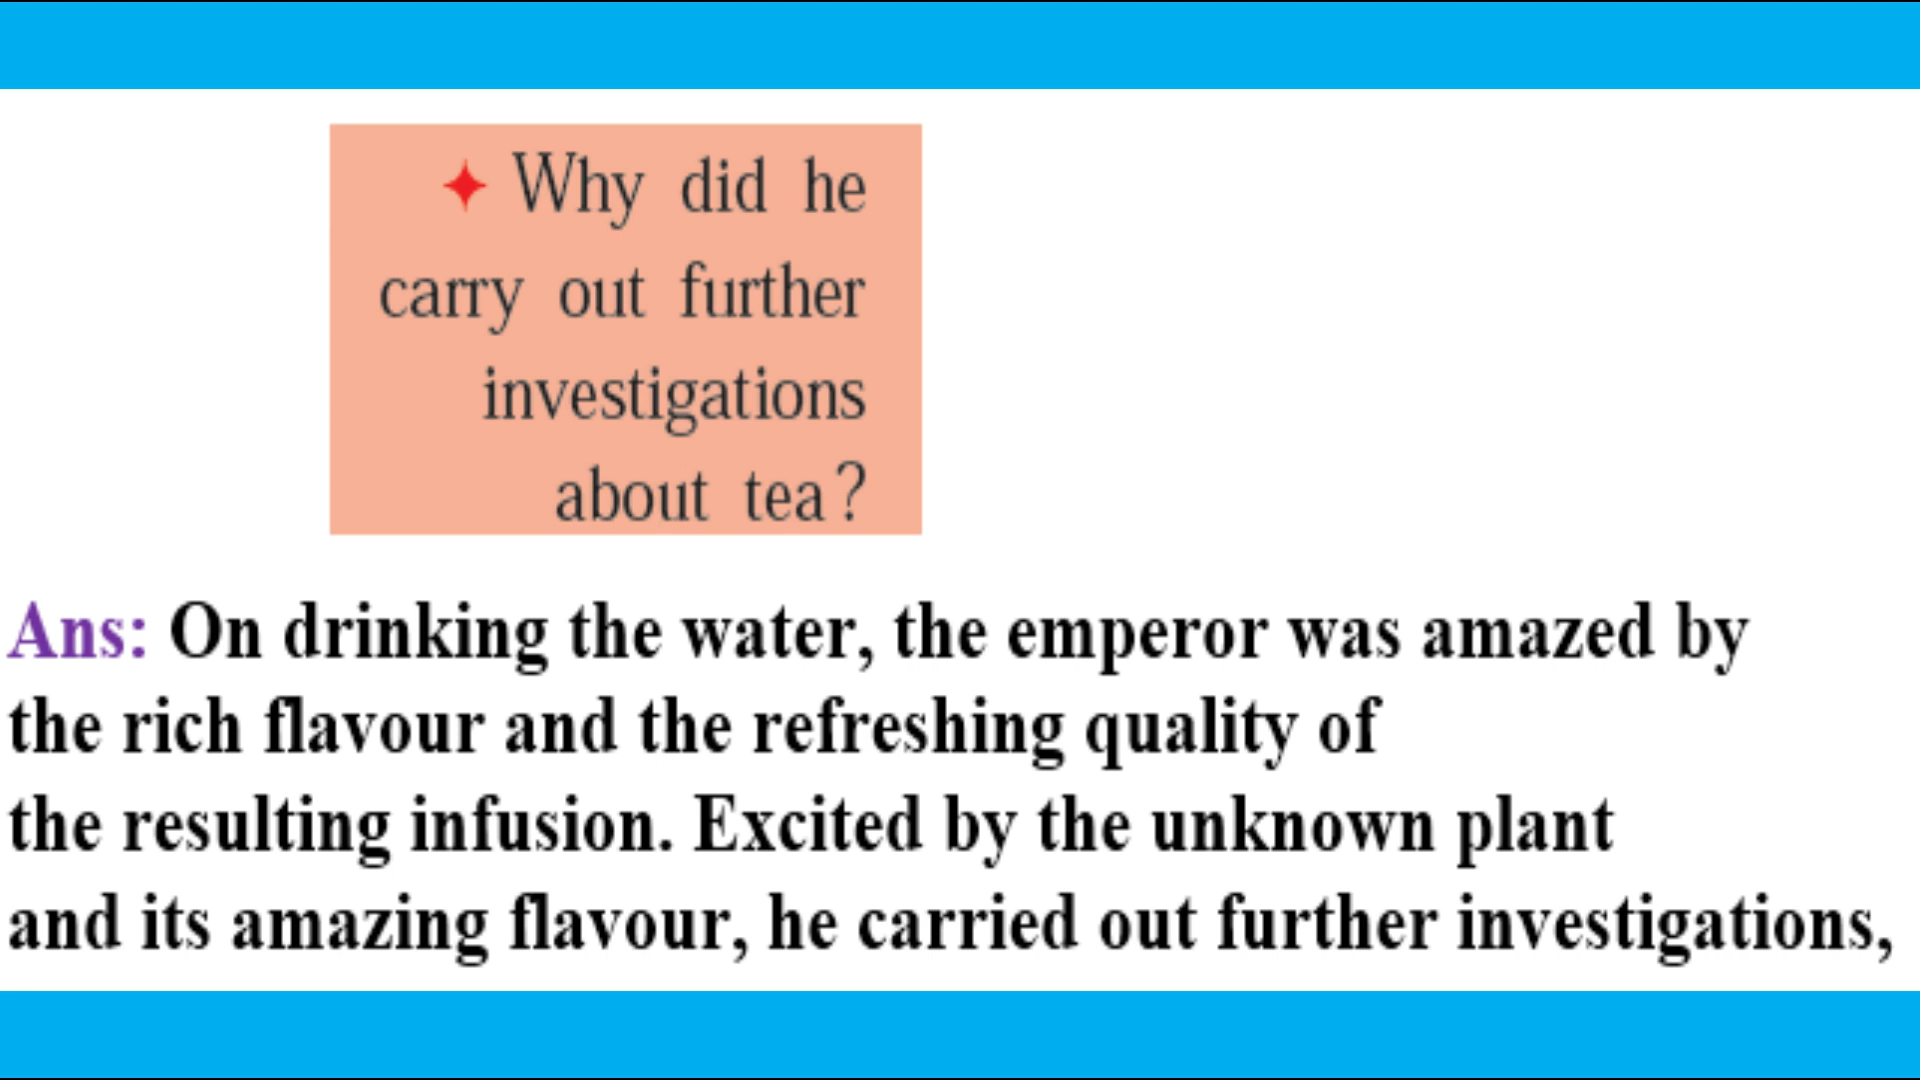 Why did he
carry out further
investigations
about tea?
Ans: On drinking the water, the emperor was amazed by
the rich flavour and the refreshing quality of
the resulting infusion. Excited by the unknown plant
and its amazing flavour, he carried out further investigations,